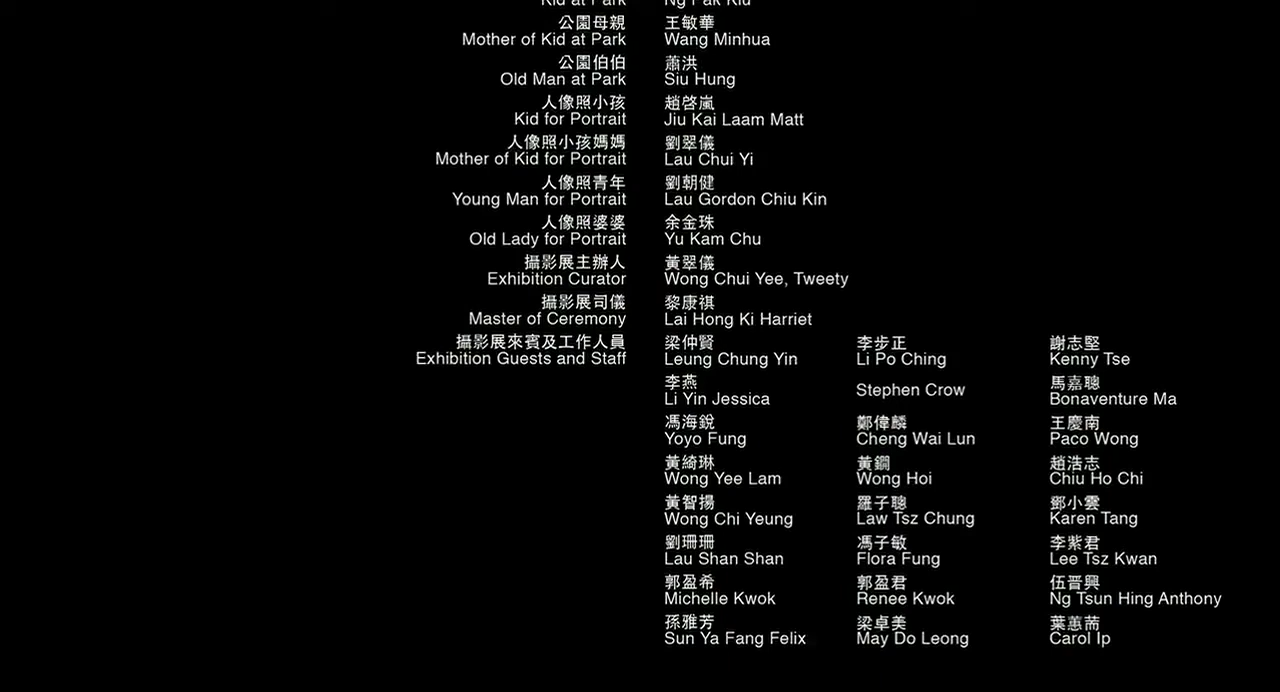 Kid at Park Ng Pak Kiu
公園母親 王敏華
Mother of Kid at Park Wang Minhua
公園伯伯 蕭洪
Old Man at Park Siu Hung
人像照小孩 趙啓嵐
Kid for Portrait Jiu Kai Laam Matt
人像照小孩媽媽 劉翠儀
Mother of Kid for Portrait Lau Chui Yi
人像照青年 劉朝健
Young Man for Portrait Lau Gordon Chiu Kin
人像照婆婆 余金珠
Old Lady for Portrait Yu Kam Chu
攝影展主辦人 黃翠儀
Exhibition Curator Wong Chui Yee, Tweety
攝影展司儀 黎康祺
Master of Ceremony Lai Hong Ki Harriet
攝影展來賓及工作人員 梁仲賢 李步正 謝志堅
Exhibition Guests and Staff Leung Chung Yin Li Po Ching Kenny Tse
李燕 馬嘉聰
Li Yin Jessica Stephen Crow Bonaventure Ma
馮海銳 鄭偉麟 王慶南
Yoyo Fung Cheng Wai Lun Paco Wong
黃綺琳 黃鐗 趙浩志
Wong Yee Lam Wong Hoi Chiu Ho Chi
黃智揚 羅子聰 鄧小雲
Wong Chi Yeung Law Tsz Chung Karen Tang
劉珊珊 馮子敏 李紫君
Lau Shan Shan Flora Fung Lee Tsz Kwan
郭盈希 郭盈君 伍晋興
Michelle Kwok Renee Kwok Ng Tsun Hing Anthony
孫雅芳 梁卓美
Sun Ya Fang Felix May Do Leong Carol Ip